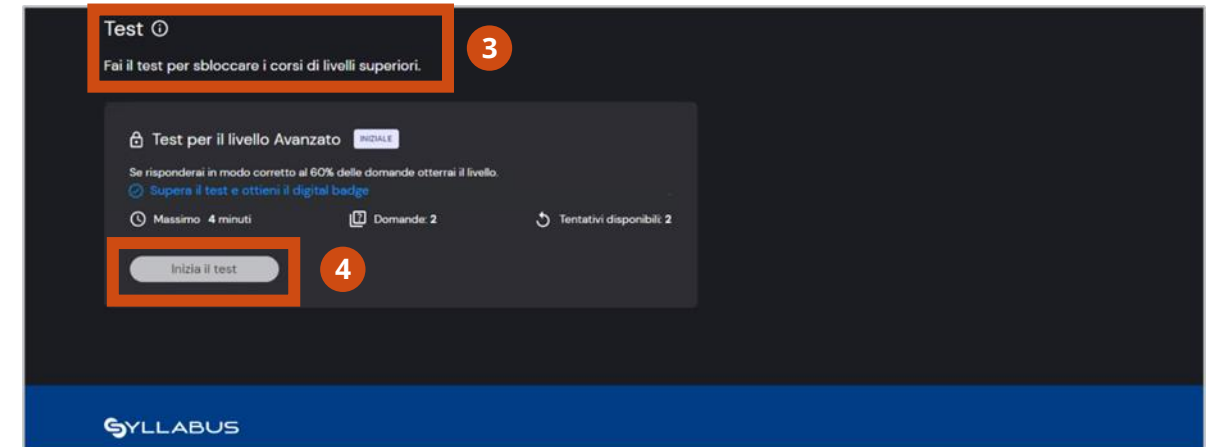 Test
3
Fai il test per sbloccare i corsi di livelli superiori.
Test per il livello Avanzato INIZIALE
Se risponderai in modo corretto al 60% delle domande otterrai il livello.
Supera il test e ottieni il digital badge
Massimo 4 minuti Domande: 2 Tentativi disponibili: 2
Inizia il test
4
SYLLABUS